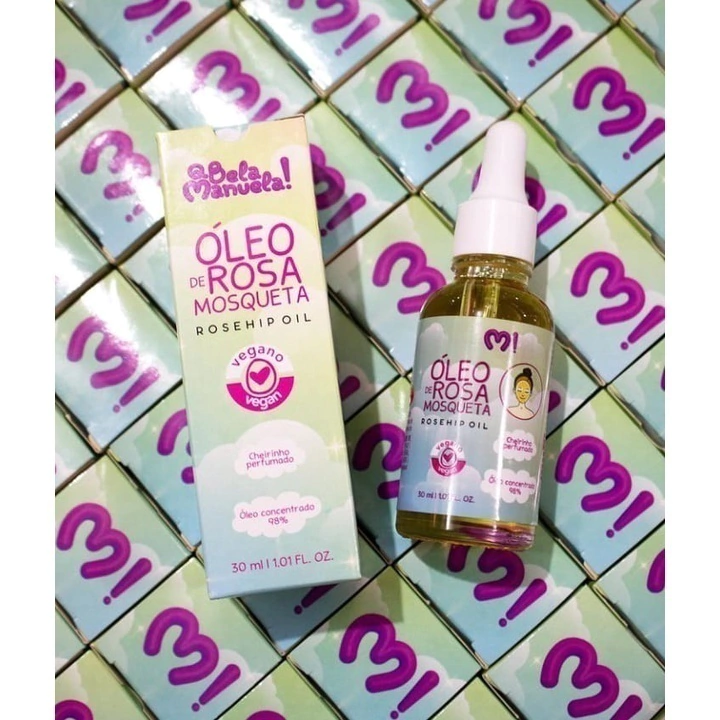 a Bela
Manuela!
ÓLEO
DE ROSA
MOSQUETA
ROSEHIP OIL
vegano
vegan
Cheirinho
perfumado
Óleo concentrado
98%
30 ml | 1.01 FL. OZ.
M!
ÓLEO
DE ROSA
MOSQUETA
ROSEHIP OIL
vegano
vegan
Cheirinho
perfumado
Óleo concentrado
98%
30 ml | 1.01 FL. OZ.